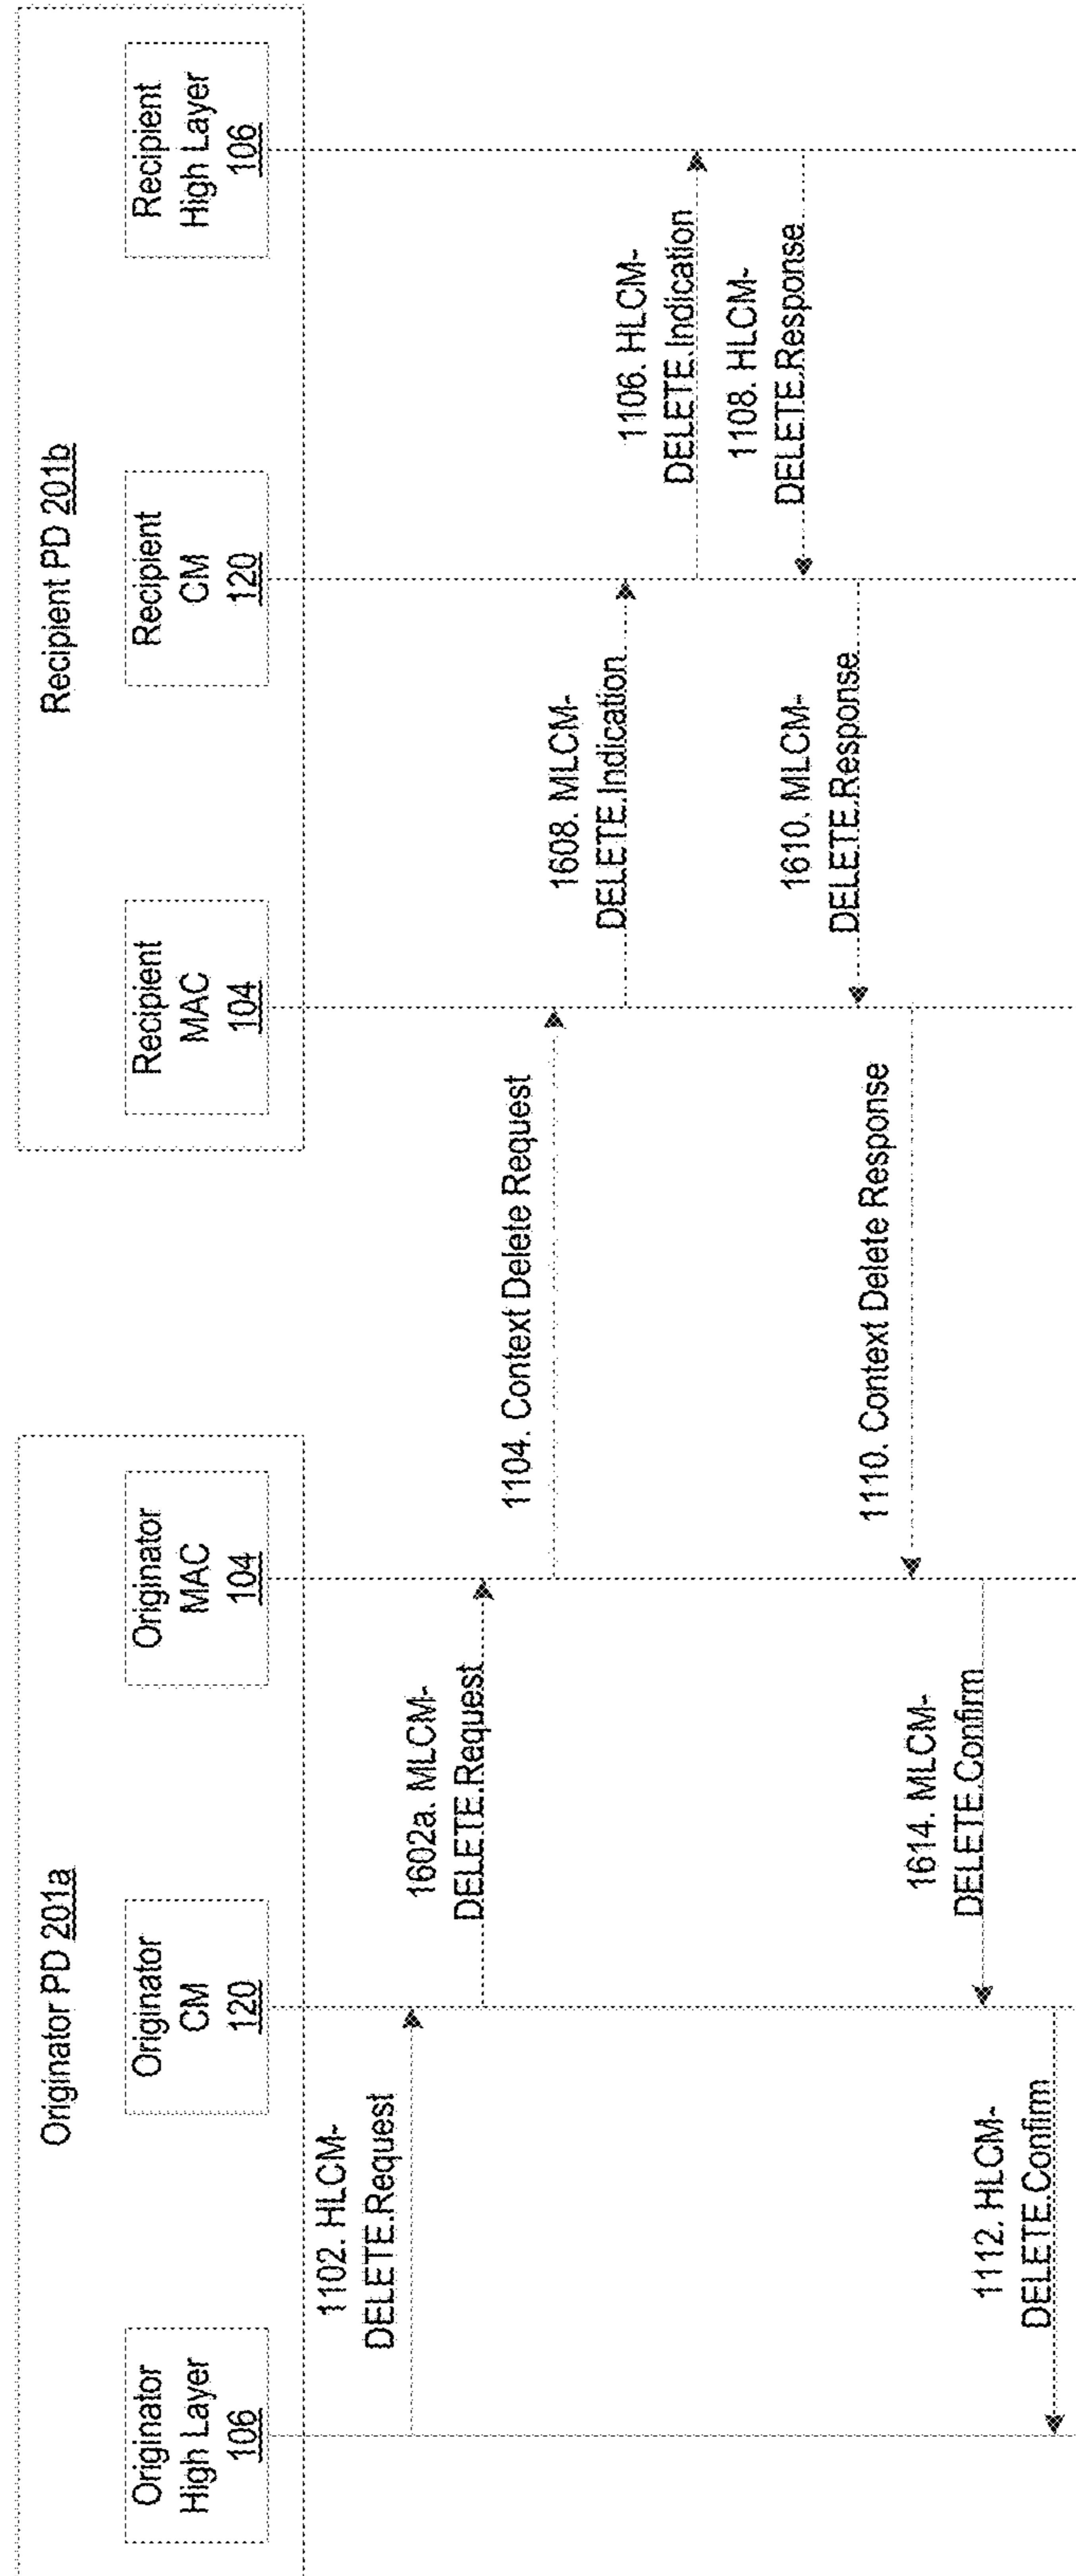 Originator PD 201a
Recipient PD 201b
Originator
High Layer
106
Originator
CM
120
Originator
MAC
104
Recipient
MAC
104
Recipient
CM
120
Recipient
High Layer
106
1102. HLCM-
DELETE.Request
1602a. MLCM-
DELETE.Request
1104. Context Delete Request
1608. MLCM-
DELETE.Indication
1106. HLCM-
DELETE.Indication
1108. HLCM-
DELETE.Response
1610. MLCM-
DELETE.Response
1110. Context Delete Response
1614. MLCM-
DELETE.Confirm
1112. HLCM-
DELETE.Confirm